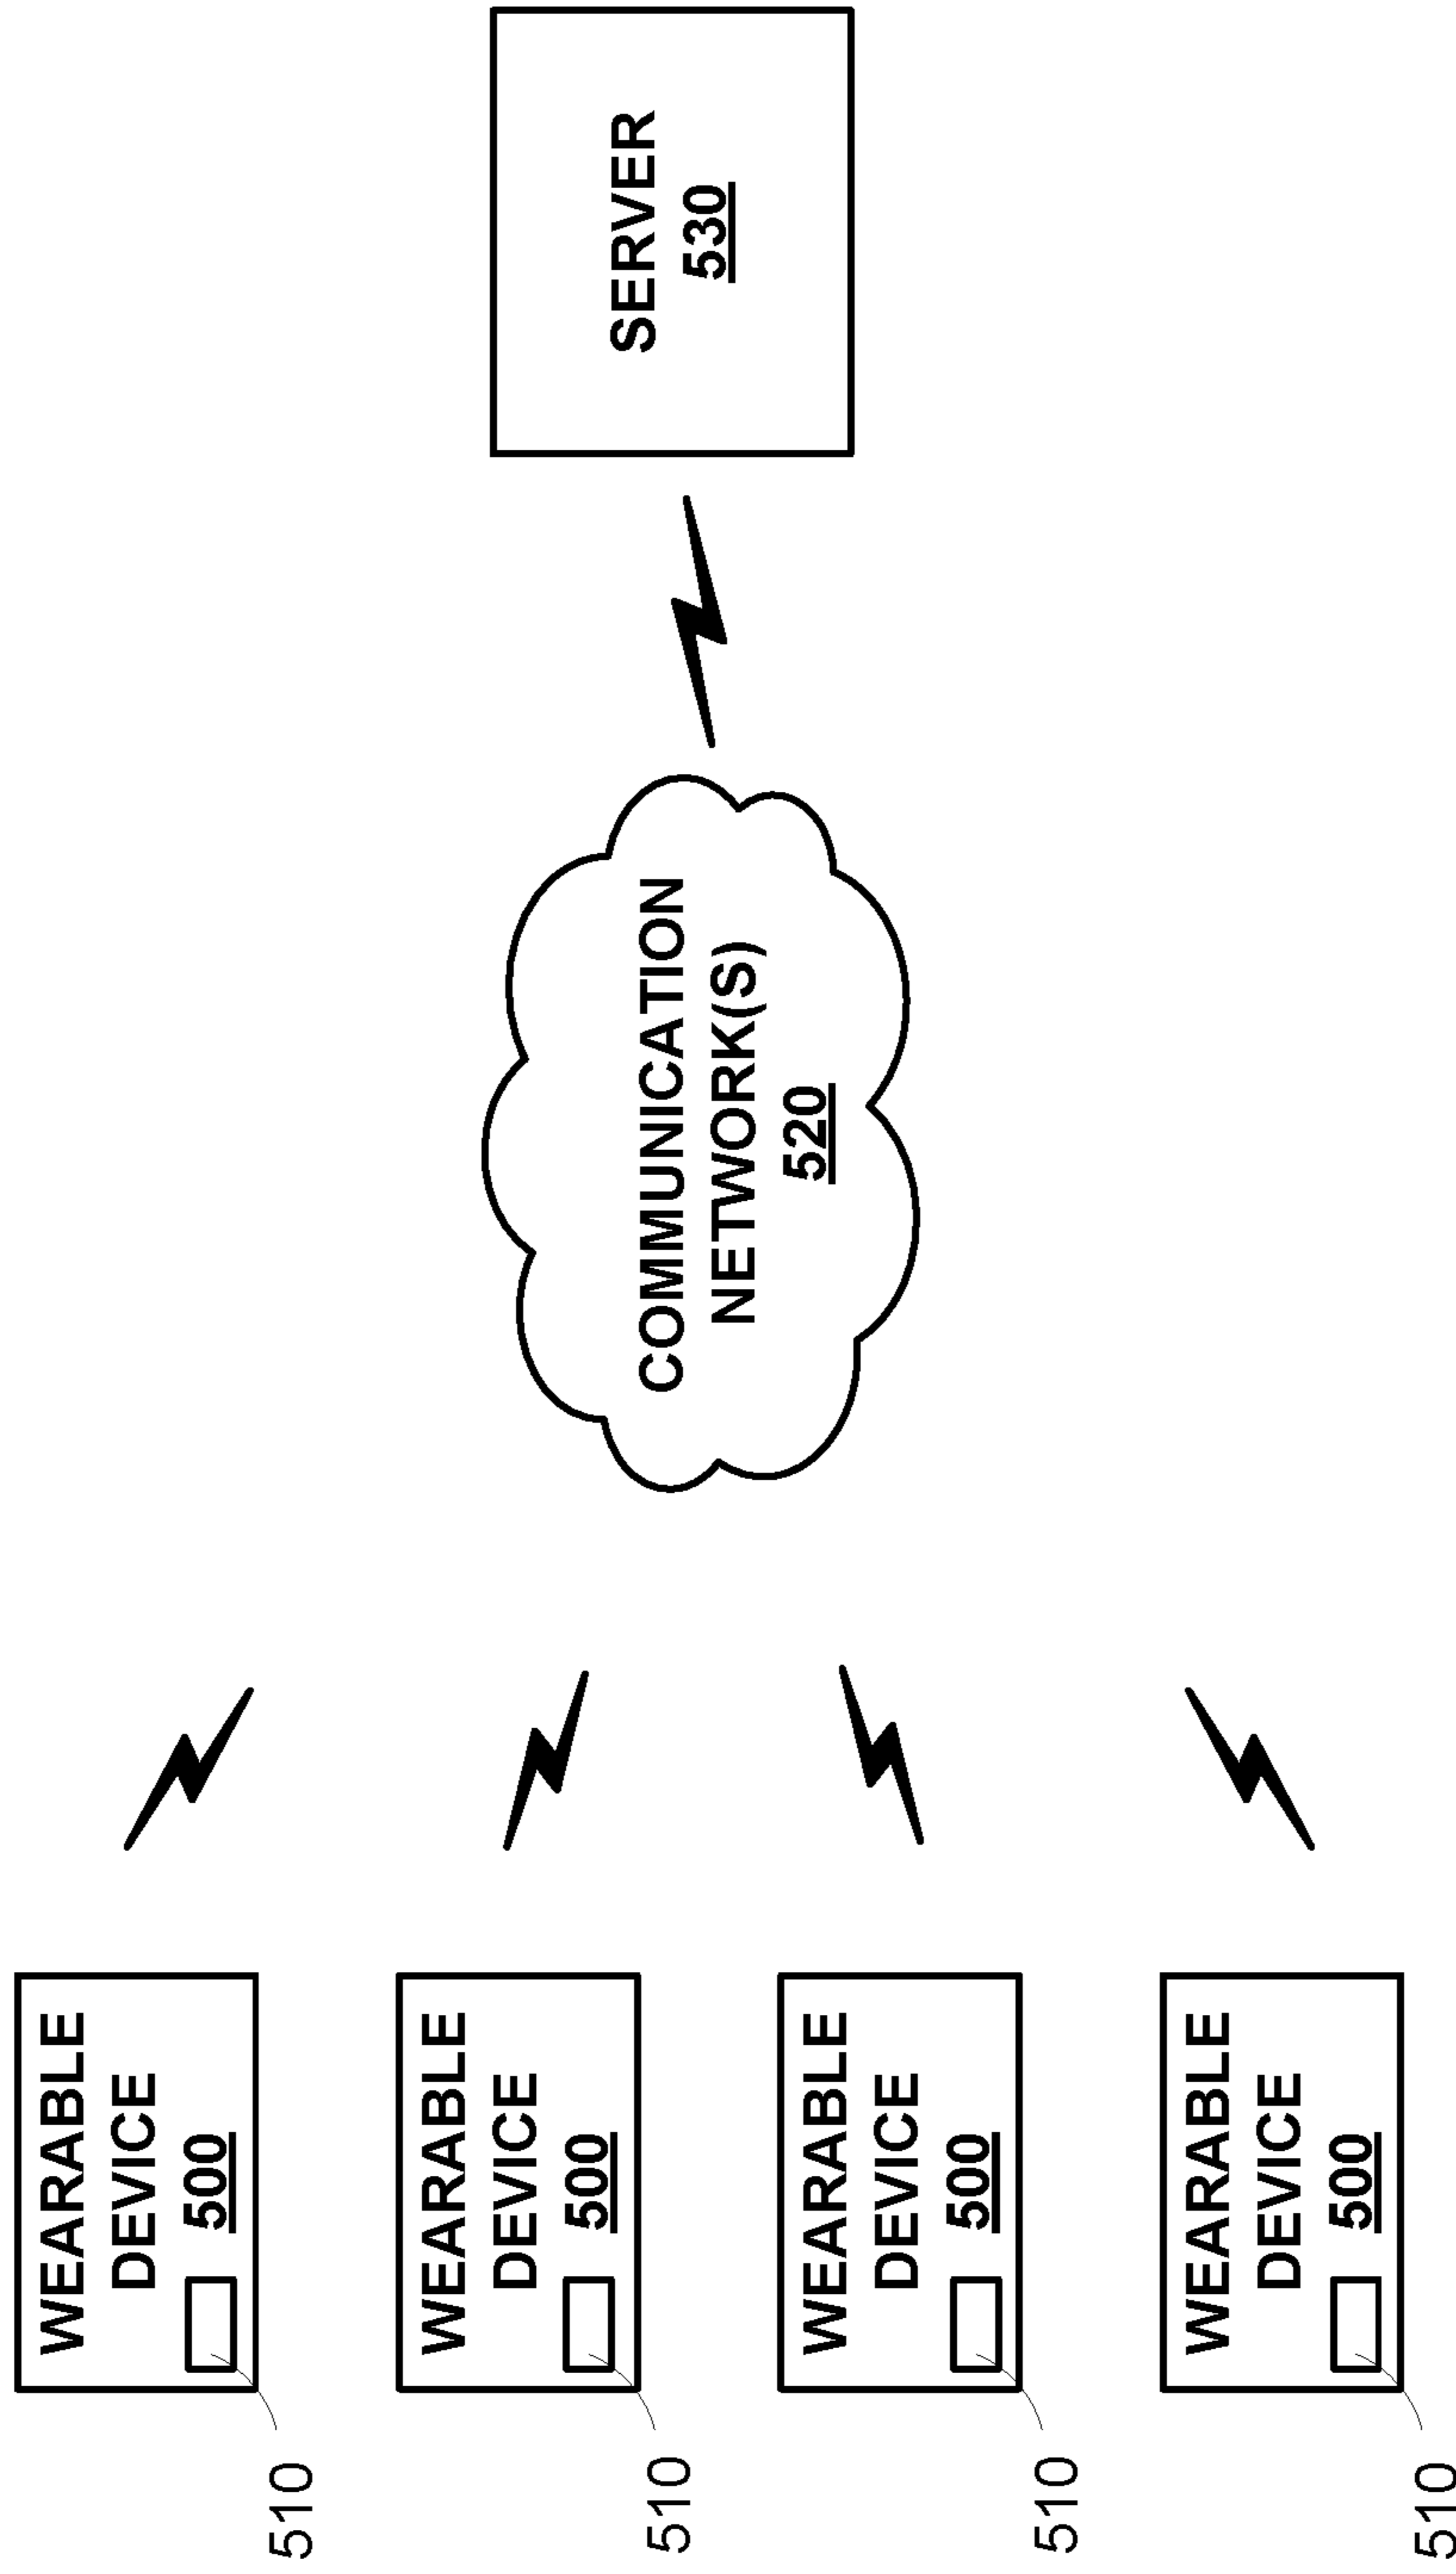 WEARABLE
DEVICE
500
510
WEARABLE
DEVICE
500
510
WEARABLE
DEVICE
500
510
WEARABLE
DEVICE
500
510
COMMUNICATION
NETWORK(S)
520
SERVER
530